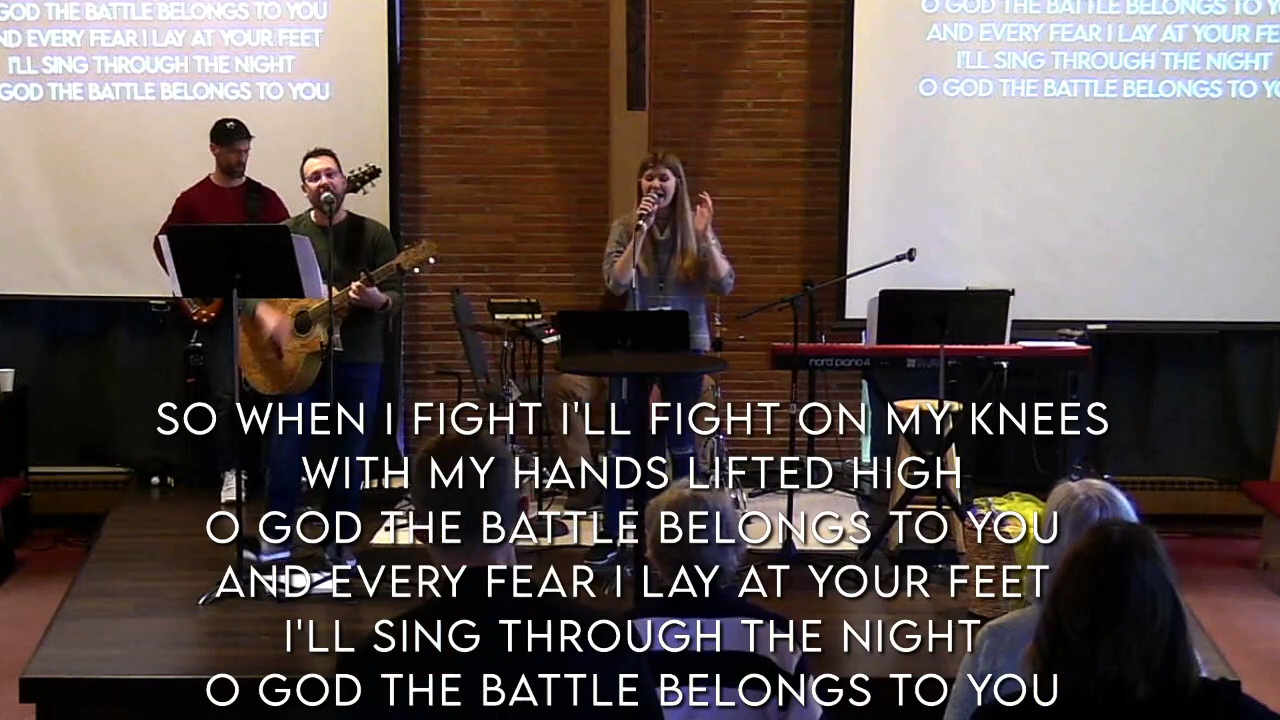 GOD THE BATTLE BELONGS TO YOU
ND EVERY FEAR I LAY AT YOUR FEET
I'LL SING THROUGH THE NIGHT
GOD THE BATTLE BELONGS TO YOU
O GOD THE BATTLE BELONGS TO YO
AND EVERY FEAR I LAY AT YOUR FE
I'LL SING THROUGH THE NIGHT
O GOD THE BATTLE BELONGS TO YO
nord piano 4
SO WHEN I FIGHT I'LL FIGHT ON MY KNEES
WITH MY HANDS LIFTED HIGH
O GOD THE BATTLE BELONGS TO YOU
AND EVERY FEAR I LAY AT YOUR FEET
I'LL SING THROUGH THE NIGHT
O GOD THE BATTLE BELONGS TO YOU